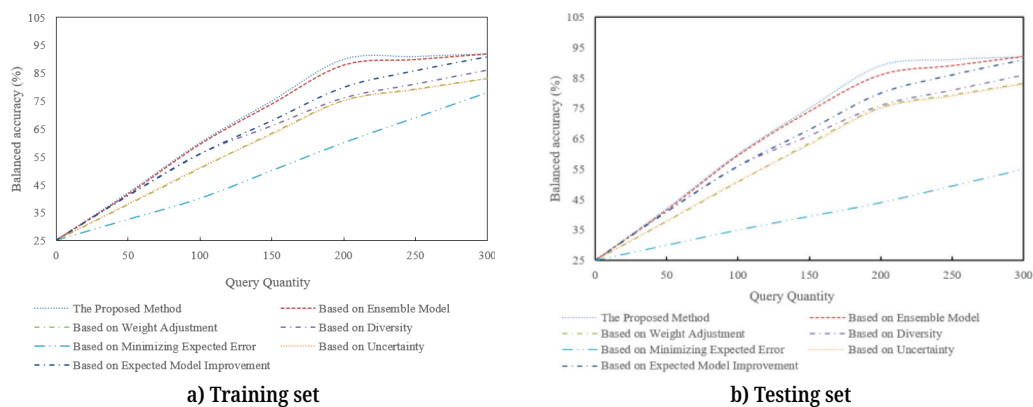 105
95
85
75
65
55
45
35
25
Balanced accuracy (%)
0 50 100 150 200 250 300
Query Quantity
The Proposed Method Based on Ensemble Model
Based on Weight Adjustment Based on Diversity
Based on Minimizing Expected Error Based on Uncertainty
Based on Expected Model Improvement
a) Training set
105
95
85
75
65
55
45
35
25
Balanced accuracy (%)
0 50 100 150 200 250 300
Query Quantity
The Proposed Method Based on Ensemble Model
Based on Weight Adjustment Based on Diversity
Based on Minimizing Expected Error Based on Uncertainty
Based on Expected Model Improvement
b) Testing set